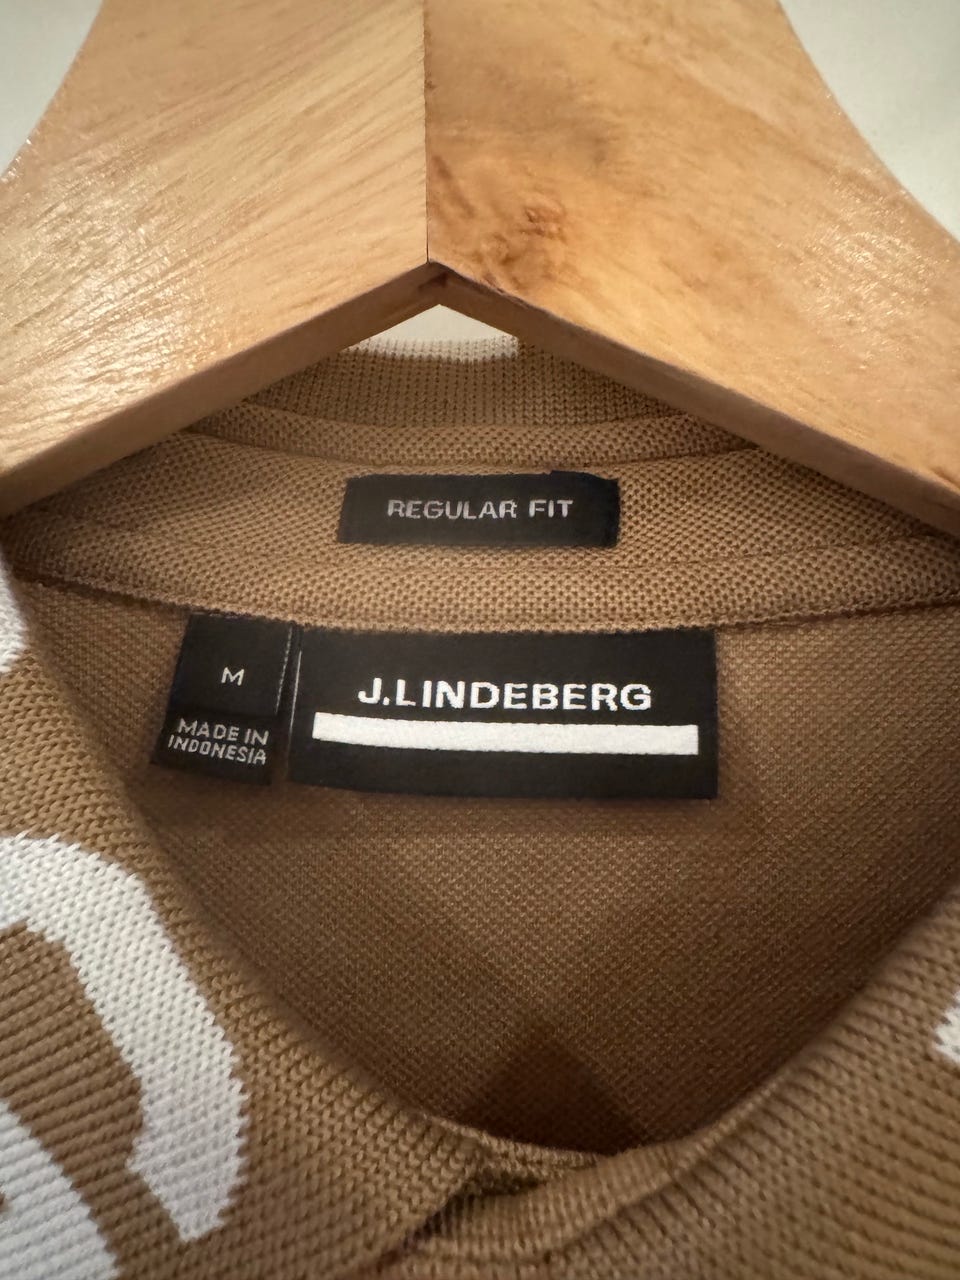 REGULAR FIT
M
MADE IN
INDONESIA
J.LINDEBERG